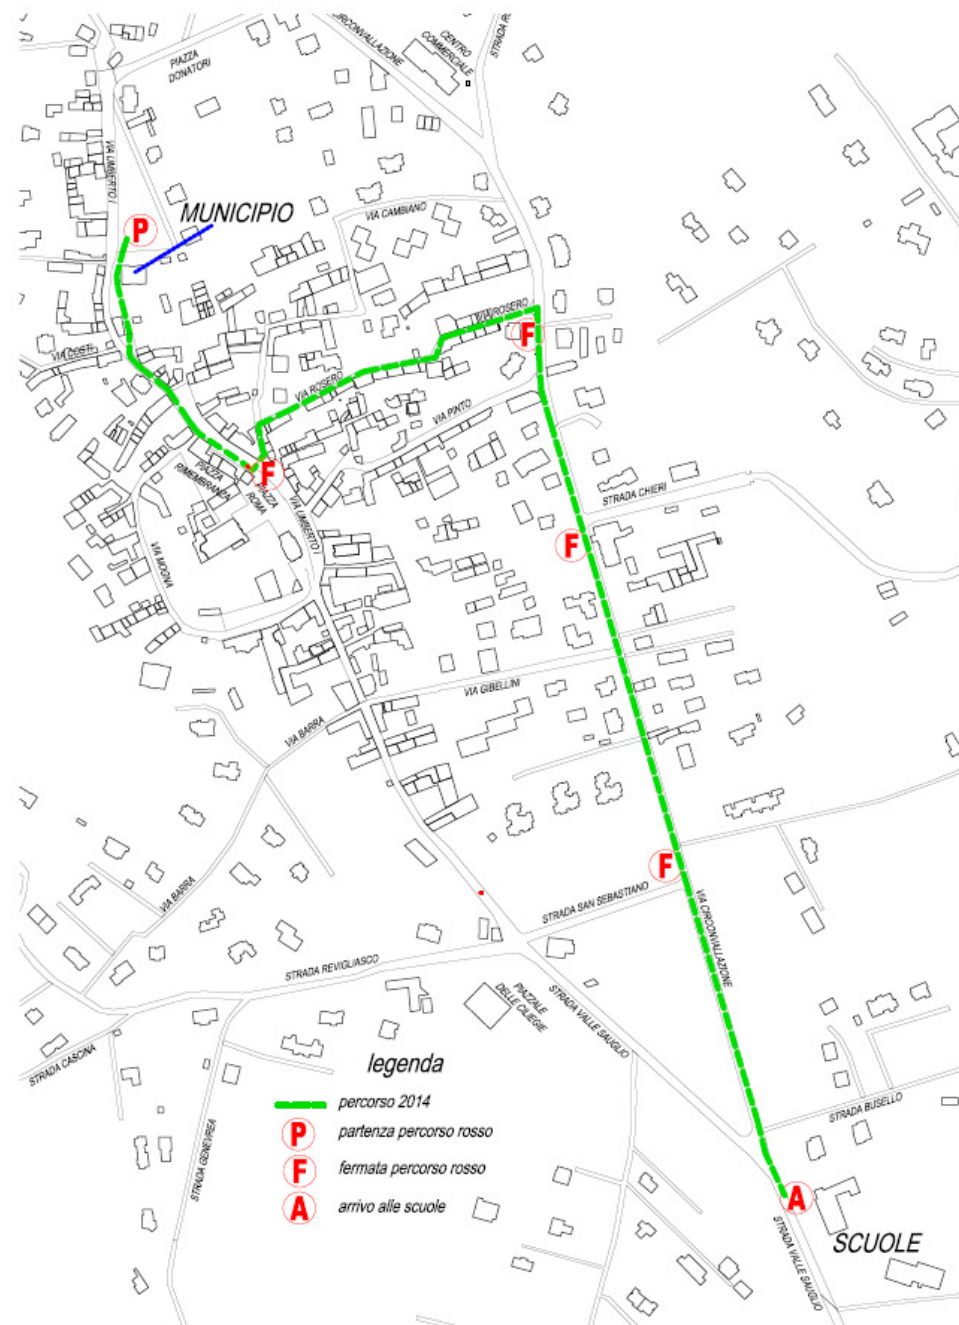 CIRCONVALLAZIONE
CENTRO
COMMERCIALE
PIAZZA
DONATORI
VIA UMBERTO I
P
MUNICIPIO
VIA CAMBIANO
VIA ROSERO
F
VIA COSTI
VIA ROSERO
VIA PINTO
F
PIAZZA
RIMEMBRANZA
PIAZZA
ROMA
VIA UMBERTO I
STRADA CHIERI
F
VIA MOGNA
VIA GIBELLINI
VIA BARRA
F
VIA BARRA
STRADA SAN SEBASTIANO
VIA CIRCONVALLAZIONE
STRADA REVIGLIASCO
PIAZZALE
DELLE CILIEGIE
STRADA VALLE SAUGLIO
STRADA CASCINA
legenda
percorso 2014
P partenza percorso rosso
F fermata percorso rosso
A arrivo alle scuole
STRADA GENEVREA
STRADA BUSELLO
A
SCUOLE
STRADA VALLE SAUGLIO